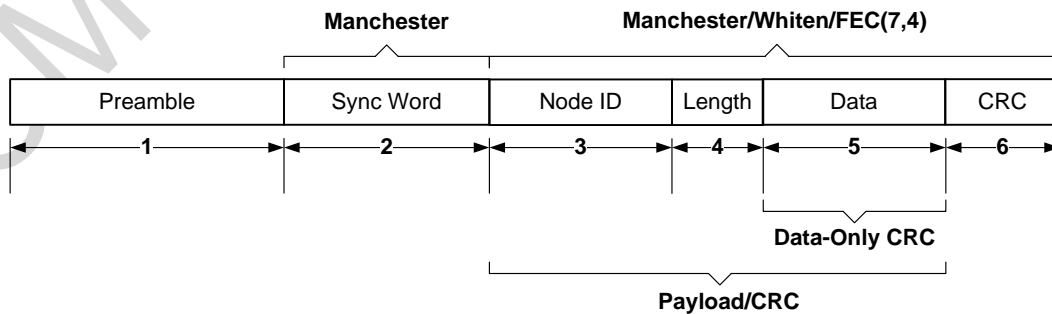 Manchester Manchester/Whiten/FEC(7,4)
Preamble Sync Word Node ID Length Data CRC
1 2 3 4 5 6
Data-Only CRC
Payload/CRC